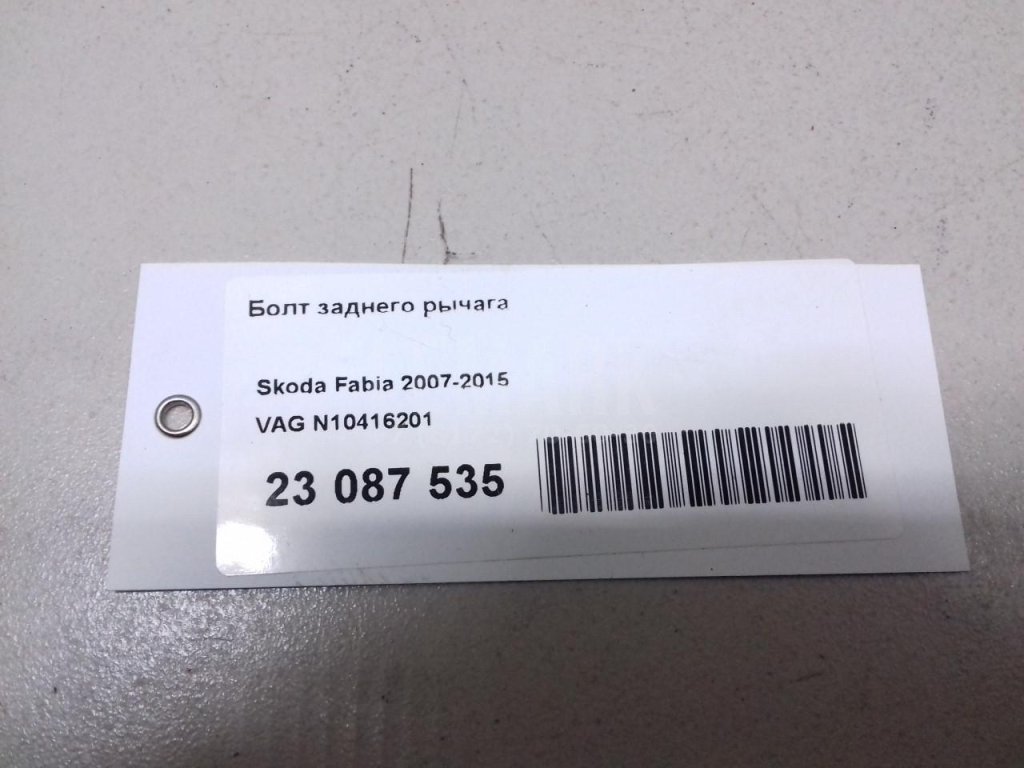 Болт заднего рычага
Skoda Fabia 2007-2015
VAG N10416201
23 087 535